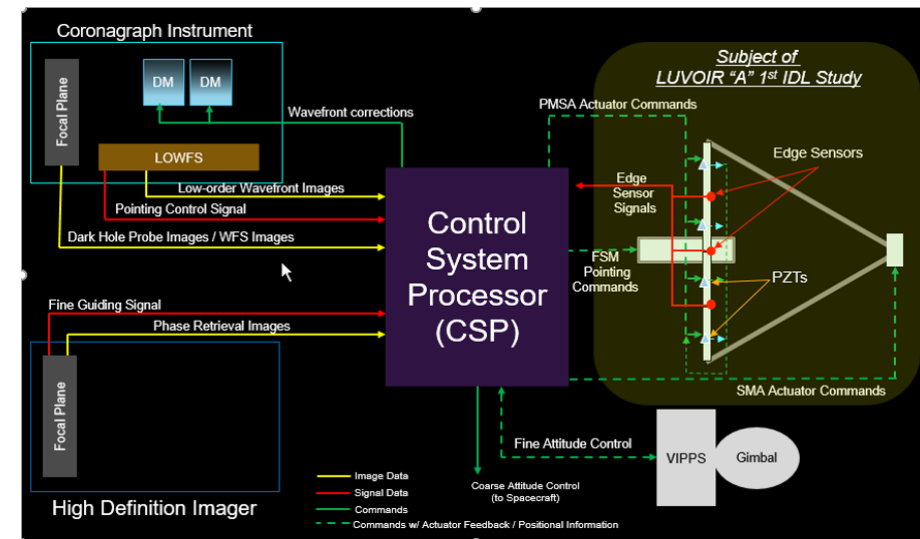 Coronagraph Instrument
Focal Plane
DM
DM
LOWFS
Wavefront corrections
Low-order Wavefront Images
Pointing Control Signal
Dark Hole Probe Images / WFS Images
Fine Guiding Signal
Phase Retrieval Images
Focal Plane
High Definition Imager
Control
System
Processor
(CSP)
Subject of
LUVOIR “A” 1st IDL Study
PMSA Actuator Commands
Edge Sensors
Edge
Sensor
Signals
FSM
Pointing
Commands
PZTs
SMA Actuator Commands
Fine Attitude Control
VIPPS
Gimbal
Coarse Attitude Control
(to Spacecraft)
Image Data
Signal Data
Commands
Commands w/ Actuator Feedback / Positional Information